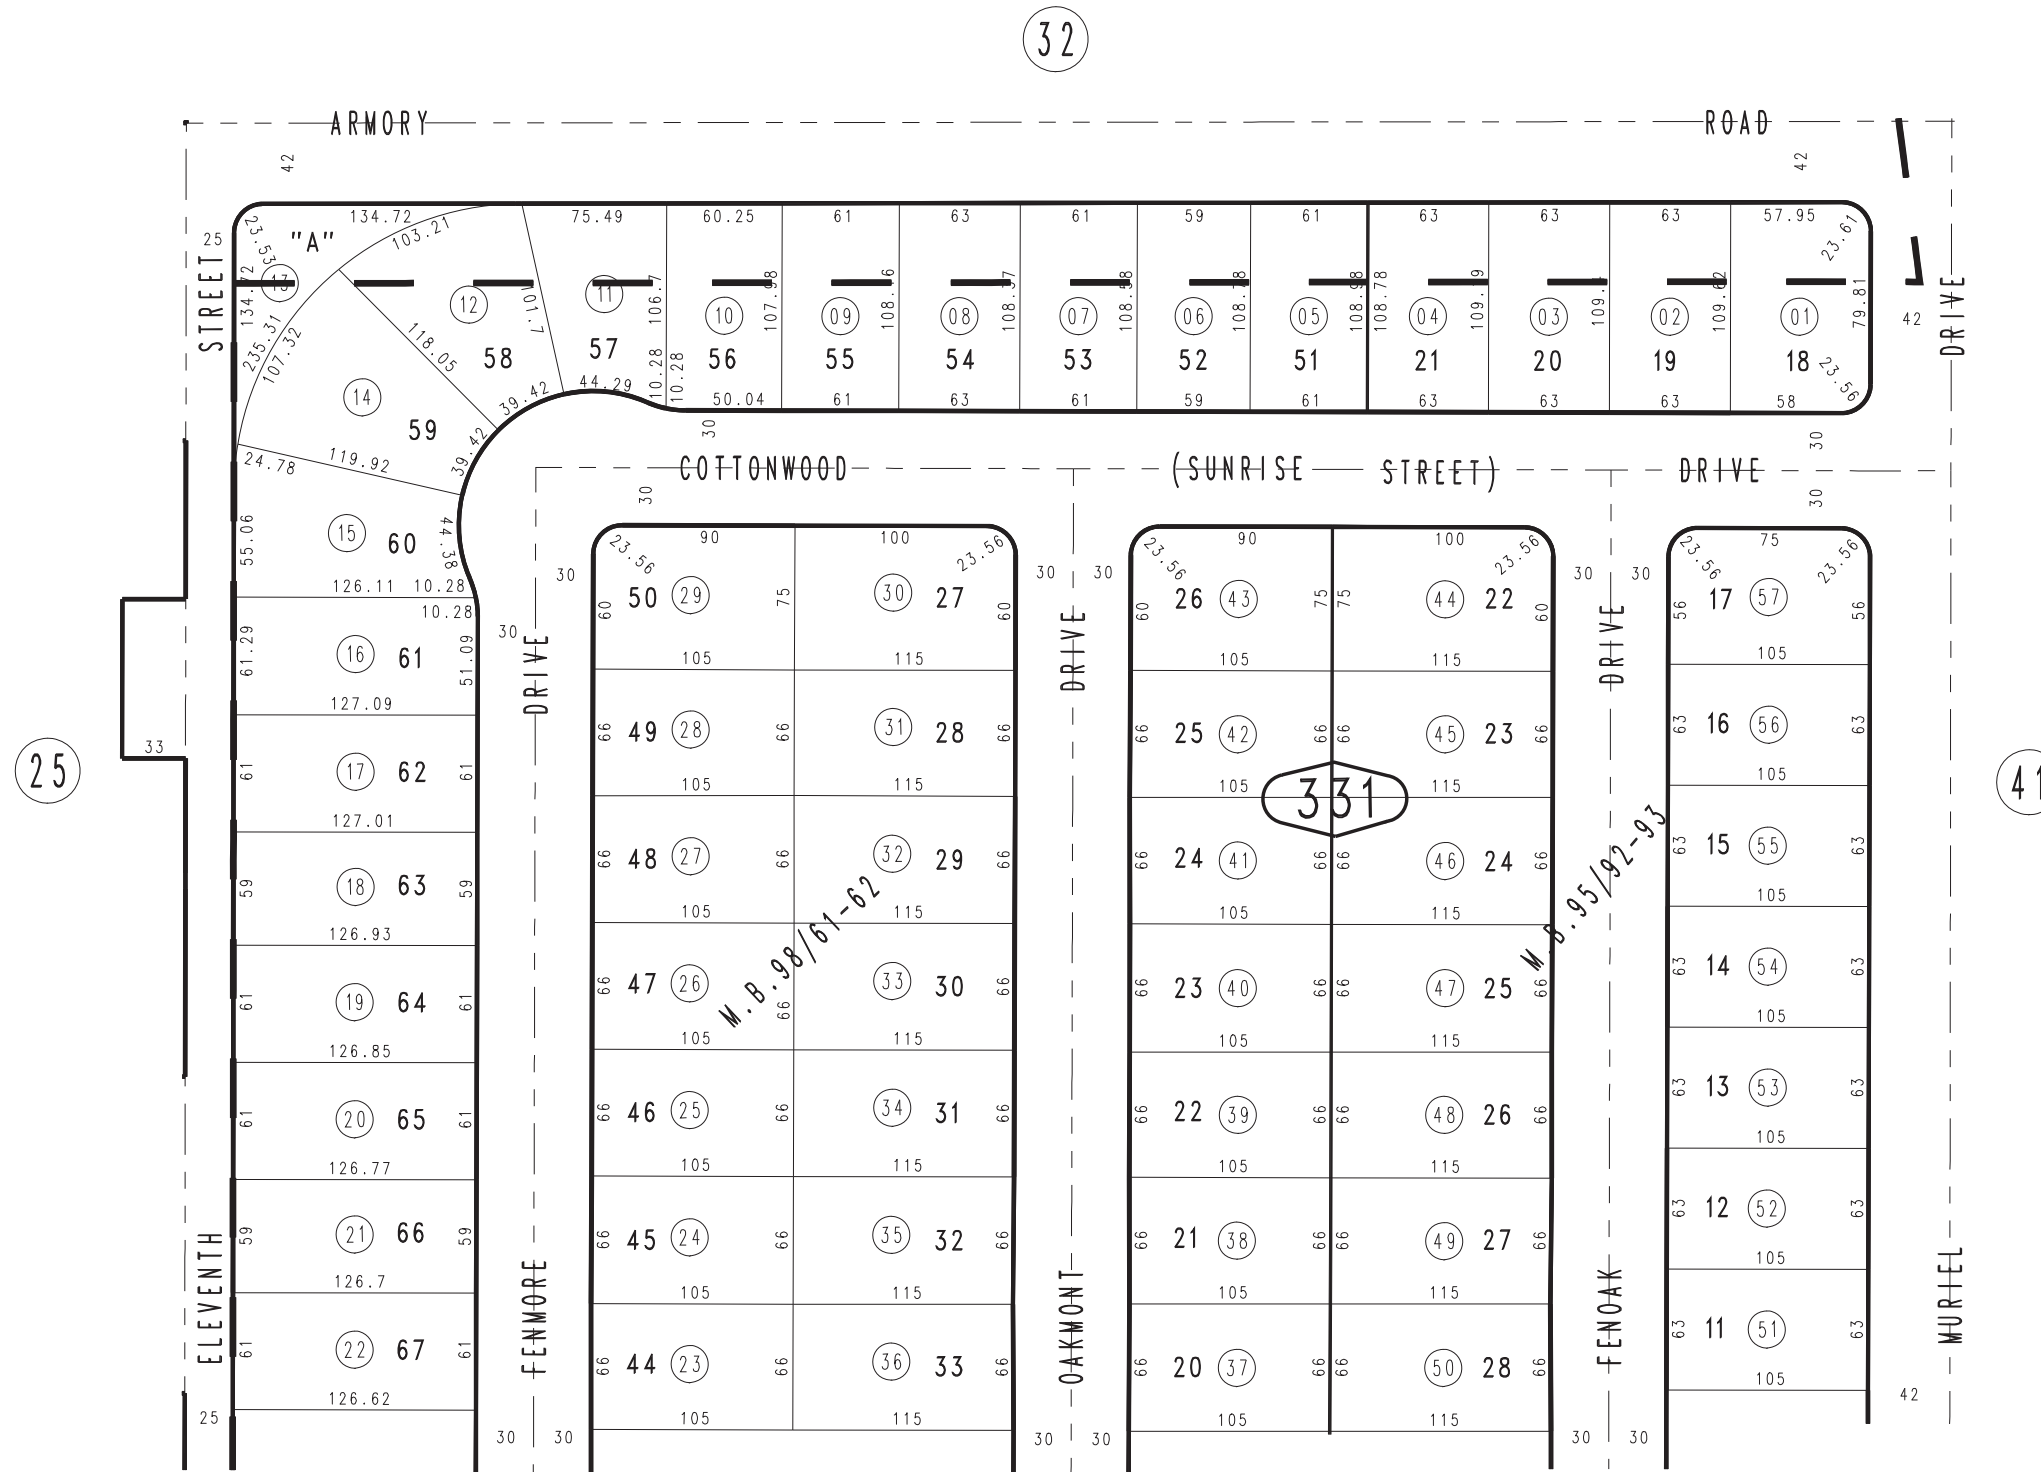 32
ARMORY ROAD
42 42
25 "A" 23.53 134.72 103.21 75.49 60.25 61 63 61 59 61 63 63 63 57.95 23.61
STREET 134.72 13 12 101.7 11 106.7 107.98 108.58 108.98 108.78 79.81 42 DRIVE
235.31 107.32 118.05 10 09 08 07 06 05 04 03 02 01
58 57 56 55 54 53 52 51 21 20 19 18
14 59 39.42 44.29 10.28 10.28 50.04 61 63 61 59 61 63 63 63 58 23.56
24.78 119.92 39.42 30 30
COTTONWOOD (SUNRISE STREET) DRIVE
30 30
55.06 15 60 44.38
126.11 10.28
23.56 90 100 23.56 23.56 90 100 23.56 23.56 75 23.56
30 30 30 30 30
60 50 29 75 30 27 60 60 26 43 75 75 44 22 60 56 17 57 56
10.28
30 DRIVE DRIVE DRIVE
61.29 16 61 51.09
105 115 105 115 105
127.09
66 49 28 66 31 28 66 66 25 42 66 66 45 23 66 63 16 56 63
25 33 41
61 17 62 61
105 115 105 115 105
331
127.01
66 48 27 66 32 29 66 66 24 41 66 66 46 24 66 63 15 55 63
59 18 63 59
M.B.98/61-62
M.B.95/92-93
105 115 105 115 105
126.93
66 47 26 66 33 30 66 66 23 40 66 66 47 25 66 63 14 54 63
61 19 64 61
105 115 105 115 105
126.85
66 46 25 66 34 31 66 66 22 39 66 66 48 26 66 63 13 53 63
61 20 65 61
105 115 105 115 105
126.77
66 45 24 66 35 32 66 66 21 38 66 66 49 27 66 63 12 52 63
59 21 66 59
105 115 105 115 105
126.7
ELEVENTH FENMORE OAKMONT FENOAK MURIEL
66 44 23 66 36 33 66 66 20 37 66 66 50 28 66 63 11 51 63
61 22 67 61
105 115 105 115 105
126.62
25 30 30 30 30 30 30 42